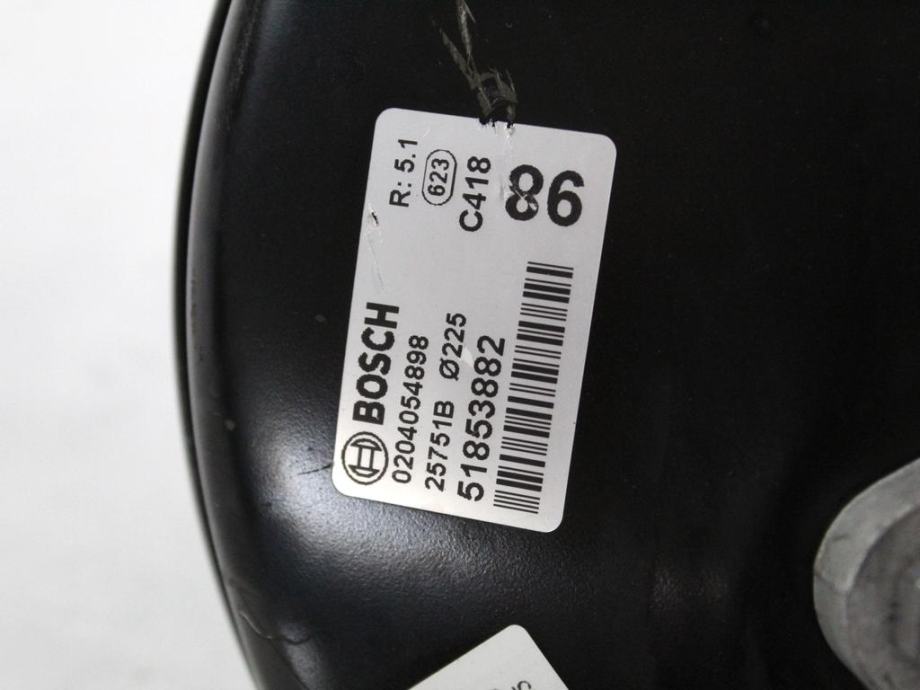 R: 5.1
623
C418
86
BOSCH
0204054898
25751B Ø225
51853882